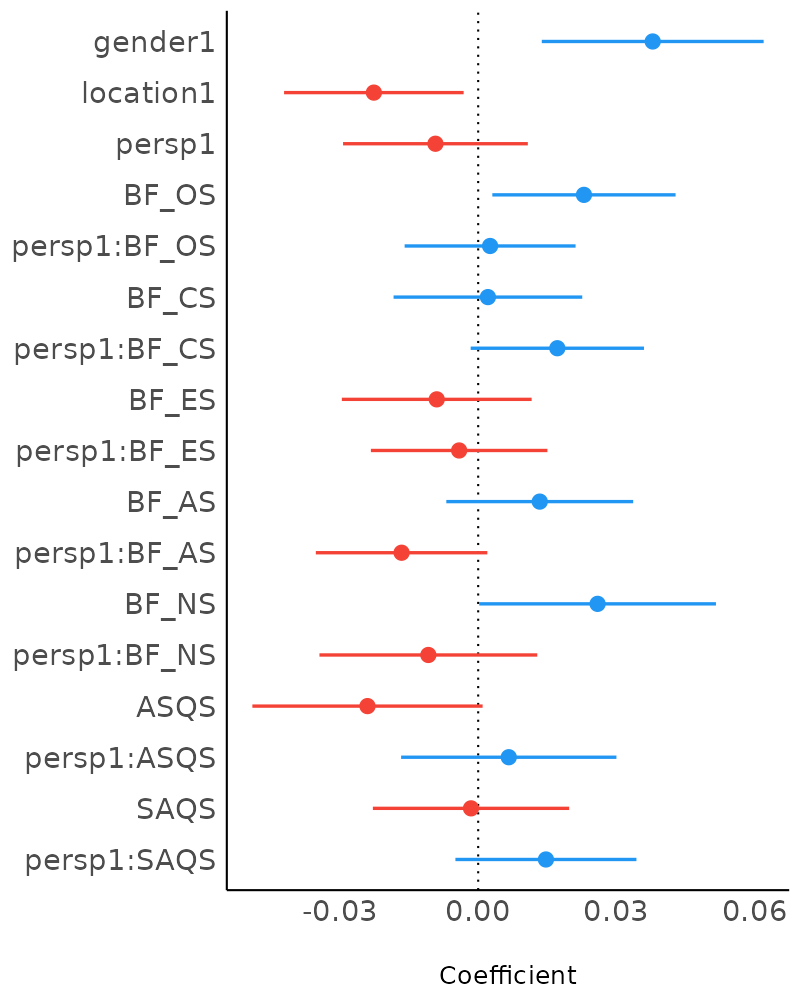 gender1
location1
persp1
BF_OS
persp1:BF_OS
BF_CS
persp1:BF_CS
BF_ES
persp1:BF_ES
BF_AS
persp1:BF_AS
BF_NS
persp1:BF_NS
ASQS
persp1:ASQS
SAQS
persp1:SAQS
-0.03 0.00 0.03 0.06
Coefficient